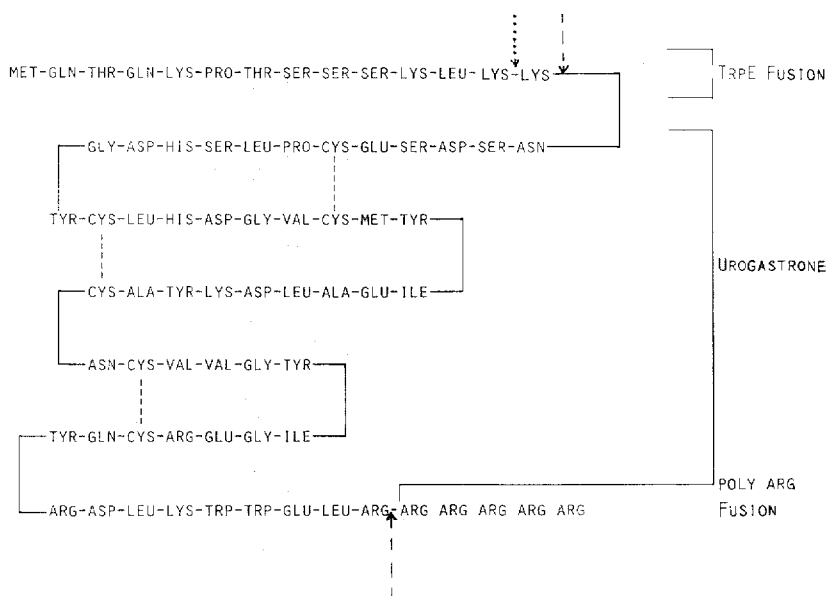 MET-GLN-THR-GLN-LYS-PRO-THR-SER-SER-SER-LYS-LEU-LYS-LYS
TRPE FUSION
GLY-ASP-HIS-SER-LEU-PRO-CYS-GLU-SER-ASP-SER-ASN
TYR-CYS-LEU-HIS-ASP-GLY-VAL-CYS-MET-TYR
UROGASTRONE
CYS-ALA-TYR-LYS-ASP-LEU-ALA-GLU-ILE
ASN-CYS-VAL-VAL-GLY-TYR
TYR-GLN-CYS-ARG-GLU-GLY-ILE
POLY ARG
FUSION
ARG-ASP-LEU-LYS-TRP-TRP-GLU-LEU-ARG-ARG ARG ARG ARG ARG